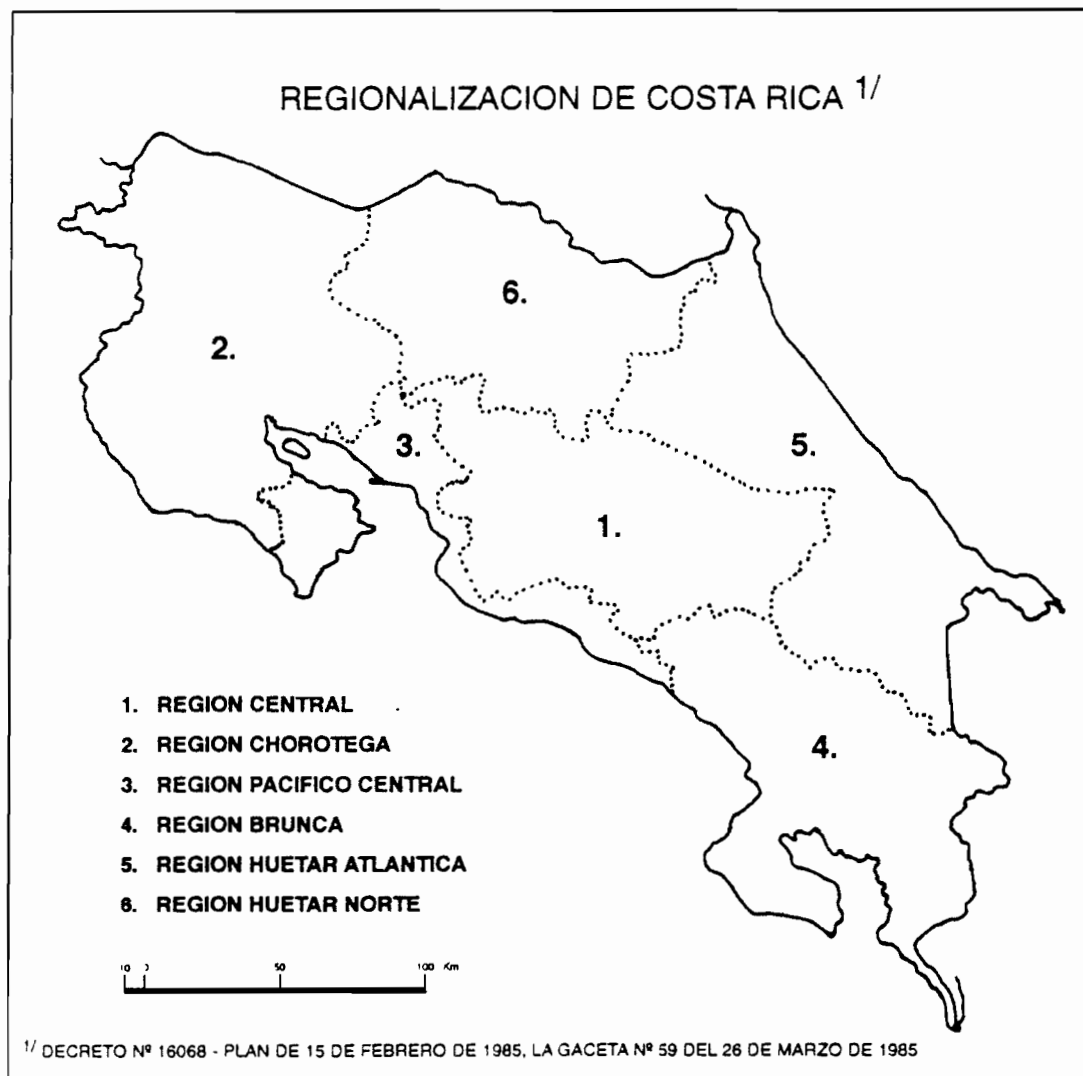 REGIONALIZACION DE COSTA RICA 1/
6.
2.
3.
5.
1.
4.
1. REGION CENTRAL
2. REGION CHOROTEGA
3. REGION PACIFICO CENTRAL
4. REGION BRUNCA
5. REGION HUETAR ATLANTICA
6. REGION HUETAR NORTE
10 0 50 100 Km
1/ DECRETO Nº 16068 - PLAN DE 15 DE FEBRERO DE 1985, LA GACETA Nº 59 DEL 26 DE MARZO DE 1985